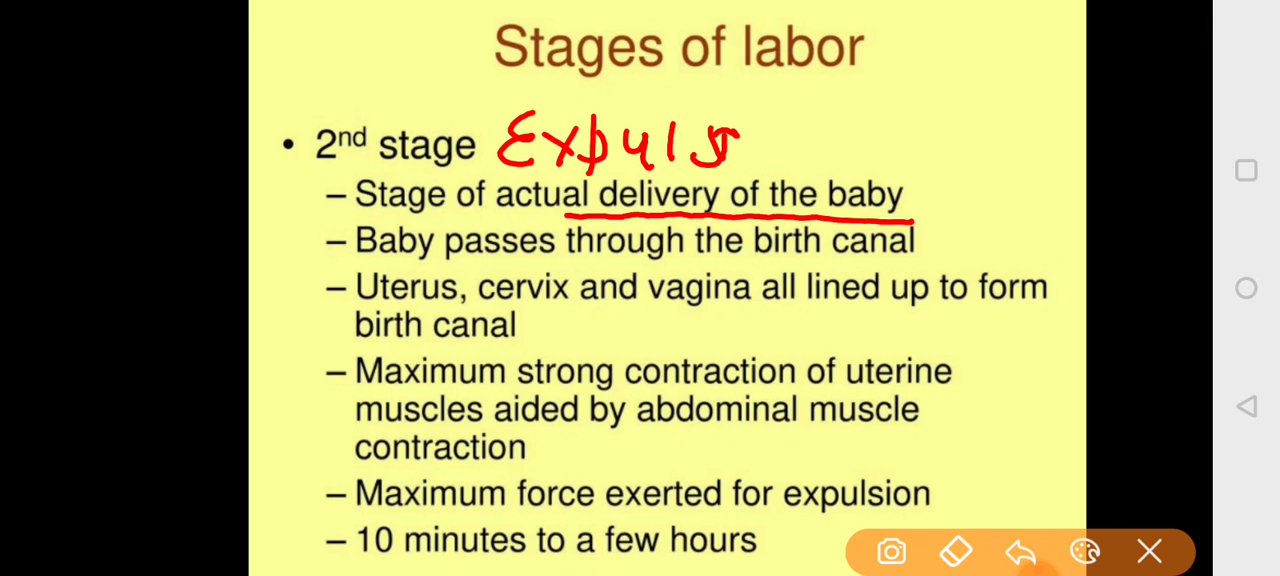 Stages of labor
• 2nd stage
– Stage of actual delivery of the baby
– Baby passes through the birth canal
– Uterus, cervix and vagina all lined up to form
birth canal
– Maximum strong contraction of uterine
muscles aided by abdominal muscle
contraction
– Maximum force exerted for expulsion
– 10 minutes to a few hours